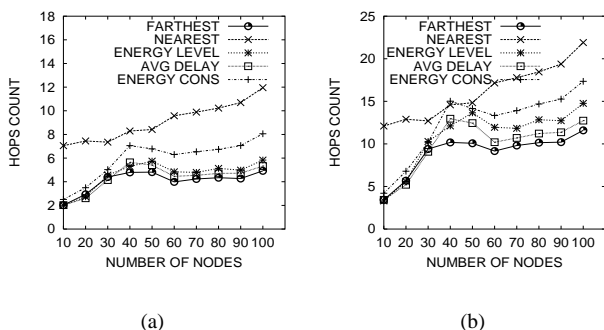 18
16
14
12
10
8
6
4
2
0
HOPS COUNT
FARTHEST
NEAREST
ENERGY LEVEL
AVG DELAY
ENERGY CONS
10 20 30 40 50 60 70 80 90 100
NUMBER OF NODES
(a)
25
20
15
10
5
0
HOPS COUNT
FARTHEST
NEAREST
ENERGY LEVEL
AVG DELAY
ENERGY CONS
10 20 30 40 50 60 70 80 90 100
NUMBER OF NODES
(b)